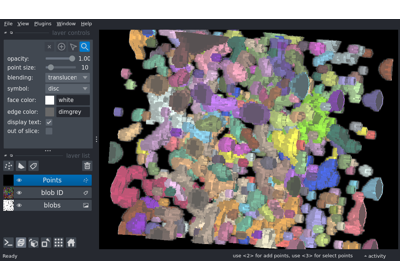 File View Plugins Window Help
layer controls
opacity: 1.00
point size: 10
blending: translucen
symbol: disc
face color: white
edge color: dimgrey
display text:
out of slice:
layer list
Points
blob ID
blobs
Ready use <2> for add points, use <3> for select points activity